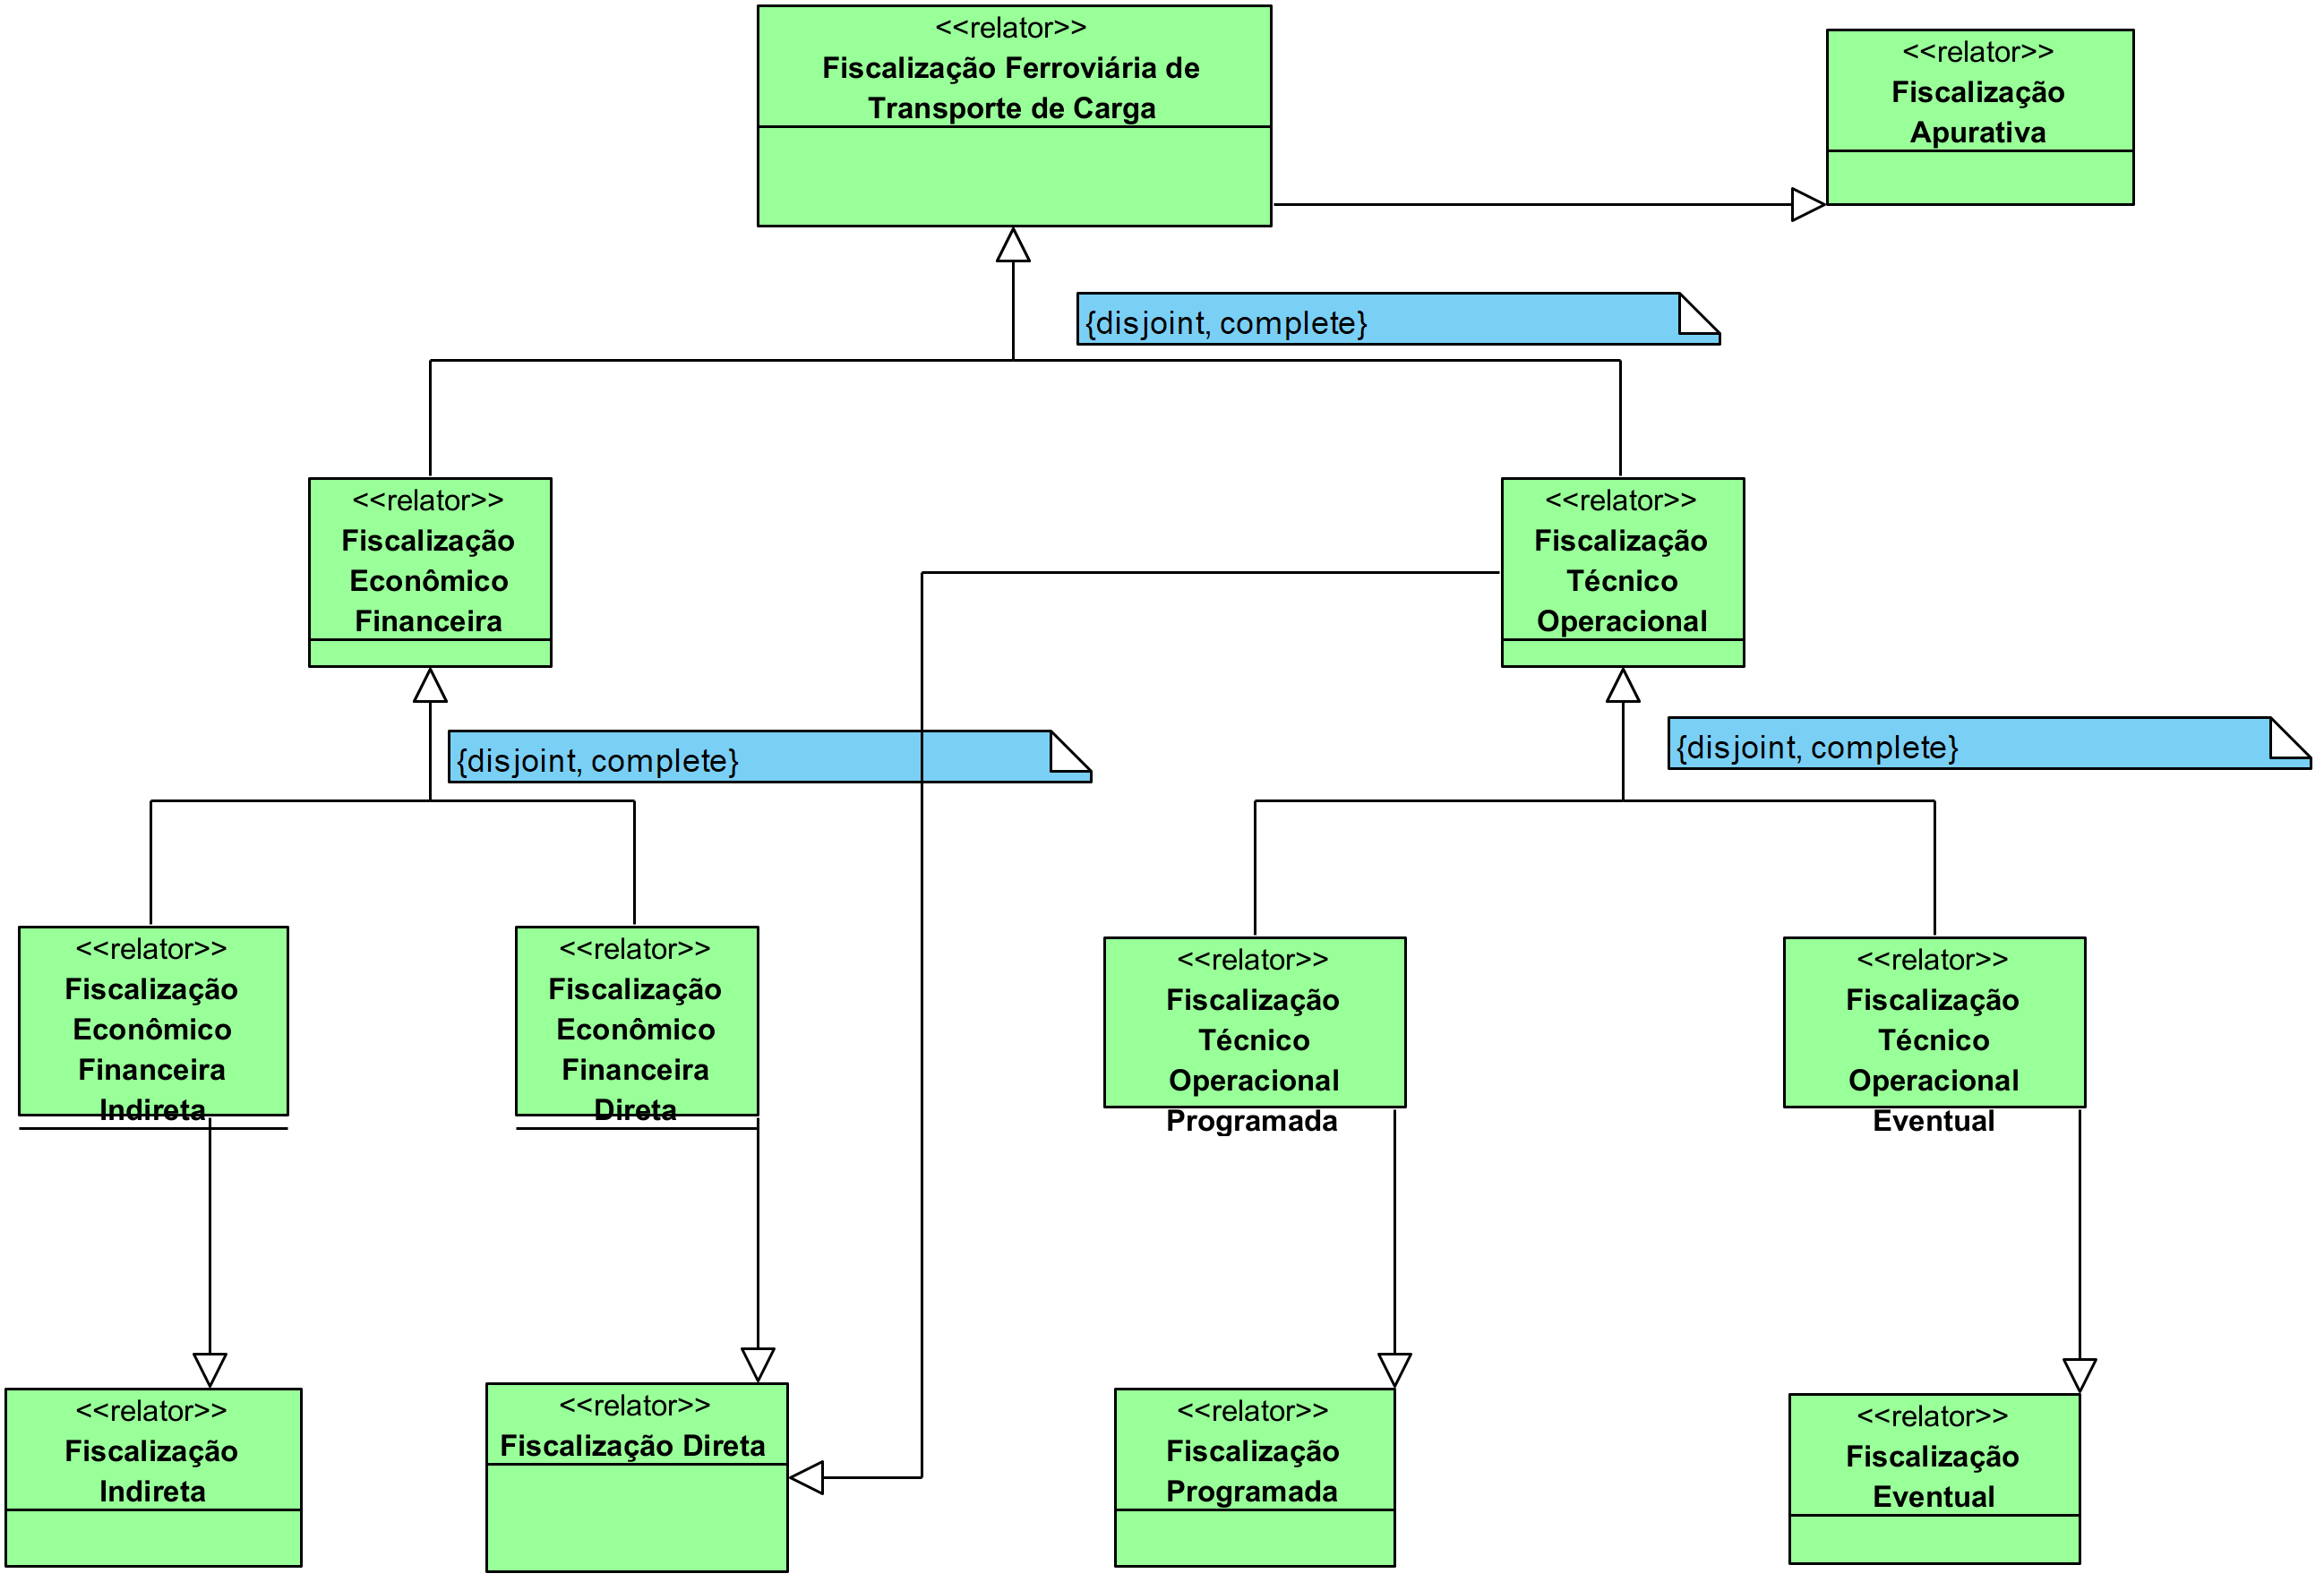 <<relator>>
Fiscalização Ferroviária de
Transporte de Carga
<<relator>>
Fiscalização
Apurativa
{disjoint, complete}
<<relator>>
Fiscalização
Econômico
Financeira
<<relator>>
Fiscalização
Técnico
Operacional
{disjoint, complete}
{disjoint, complete}
<<relator>>
Fiscalização
Econômico
Financeira
Indireta
<<relator>>
Fiscalização
Econômico
Financeira
Direta
<<relator>>
Fiscalização
Técnico
Operacional
Programada
<<relator>>
Fiscalização
Técnico
Operacional
Eventual
<<relator>>
Fiscalização
Indireta
<<relator>>
Fiscalização Direta
<<relator>>
Fiscalização
Programada
<<relator>>
Fiscalização
Eventual